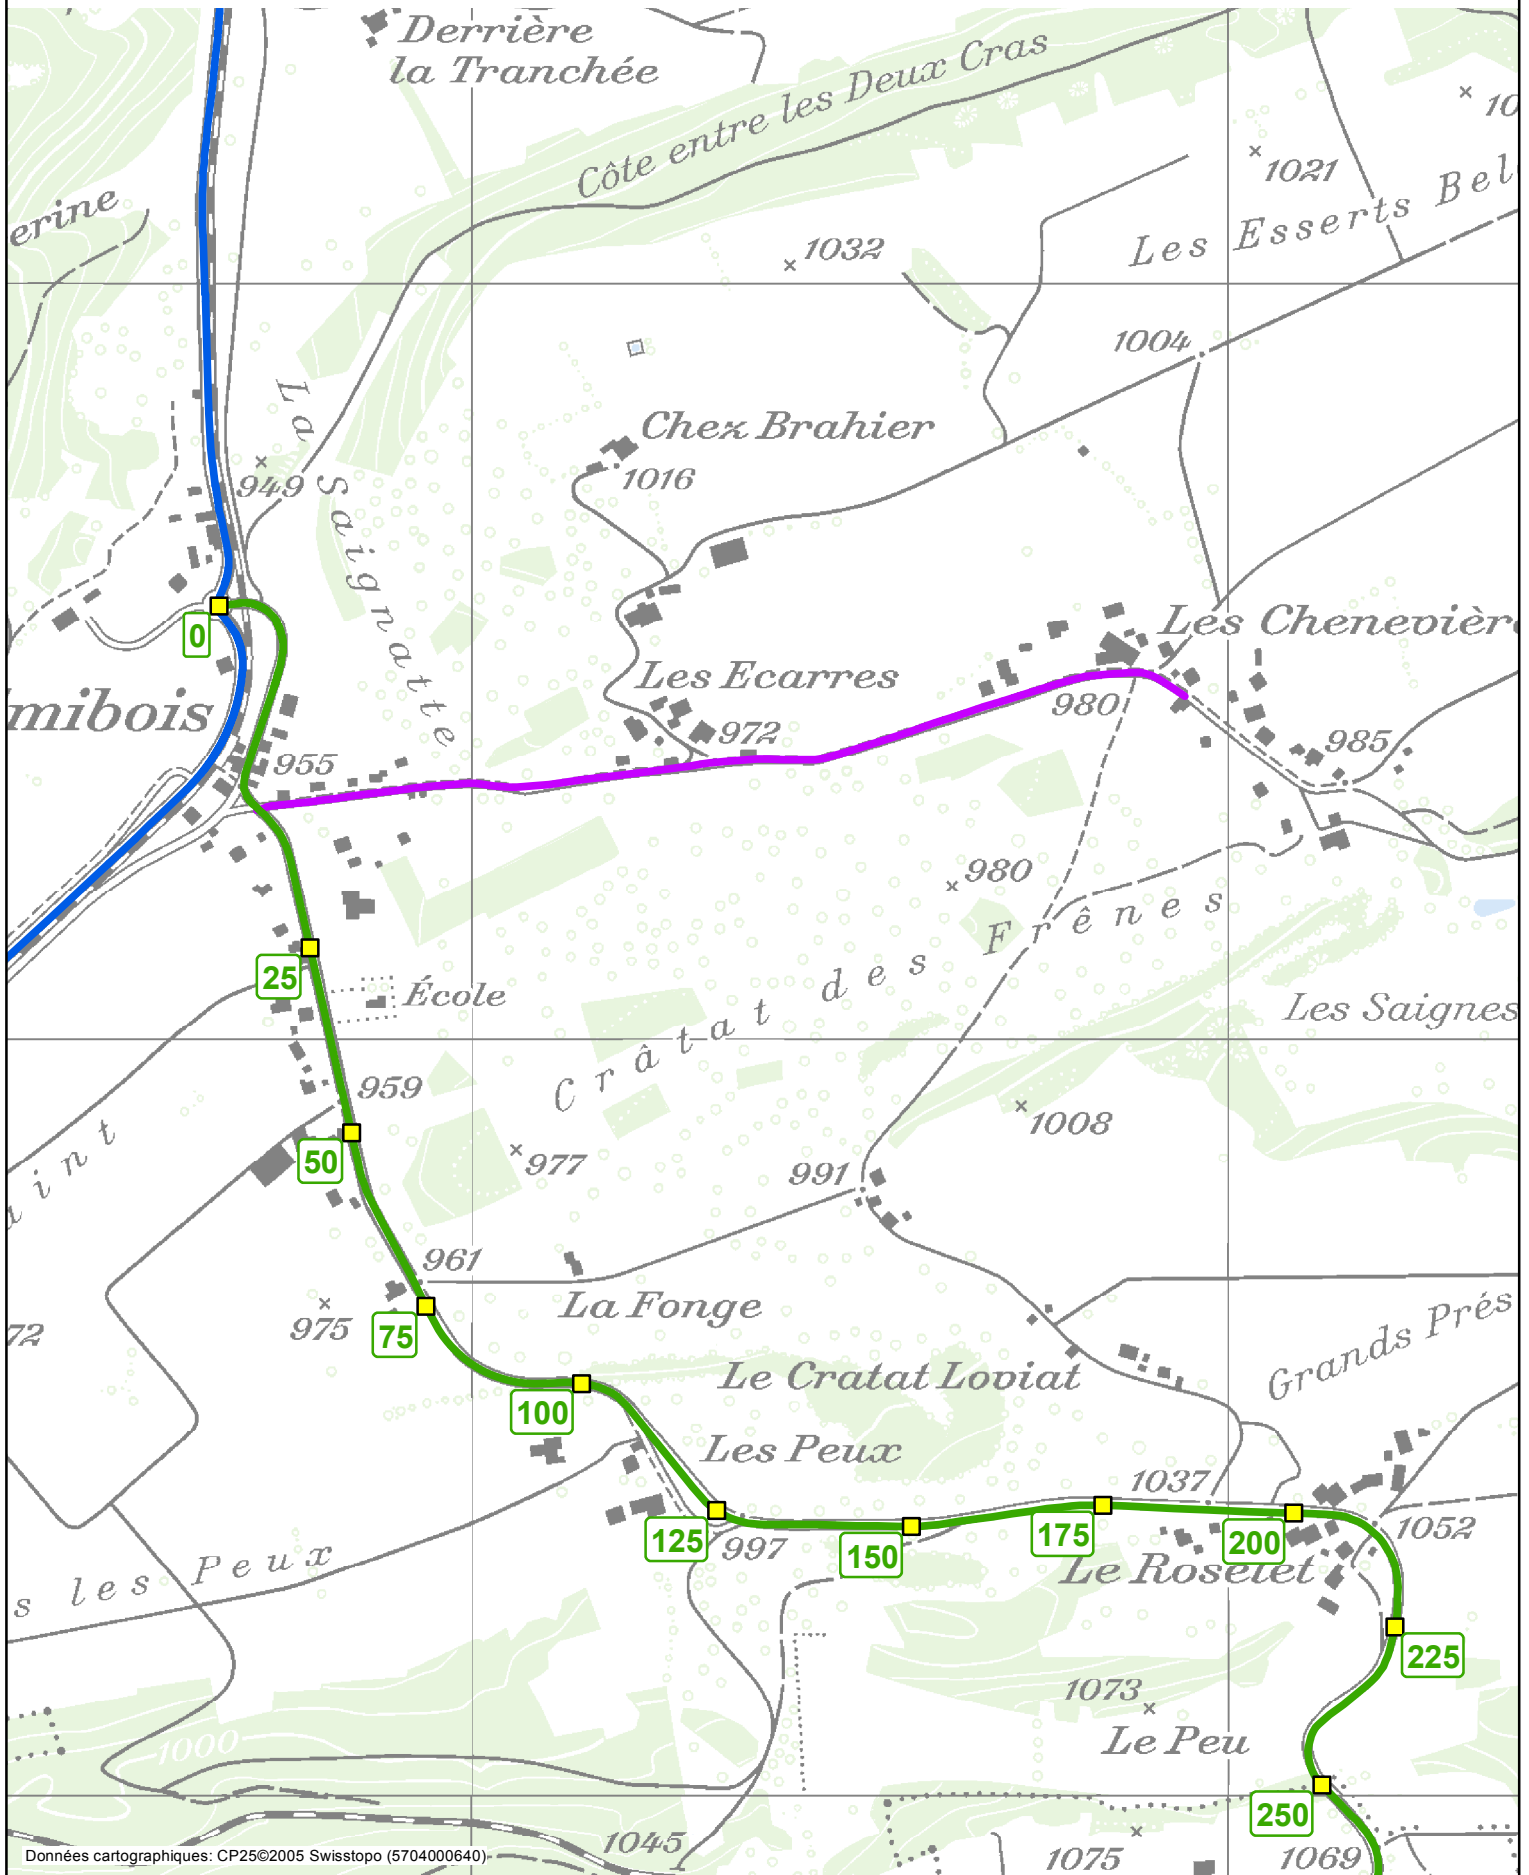 Derrière
la Tranchée
Côte entre les Deux Cras
10
1021
erine
Les Esserts Bel
1032
1004
La Saignatte
Chez Brahier
1016
949
0
Les Chenevièr
Les Ecarres
mibois
980
972
985
955
980
Crâtat des Frênes
25
École
Les Saignes
959
1008
int
977
50
991
961
La Fonge
975
72
75
Grands Prés
Le Cratat Loviat
100
Les Peux
1037
175
200
1052
125
997
150
Le Roselet
s les Peux
225
1073
Le Peu
1000
250
1045
1075
1069
Données cartographiques: CP25©2005 Swisstopo (5704000640)